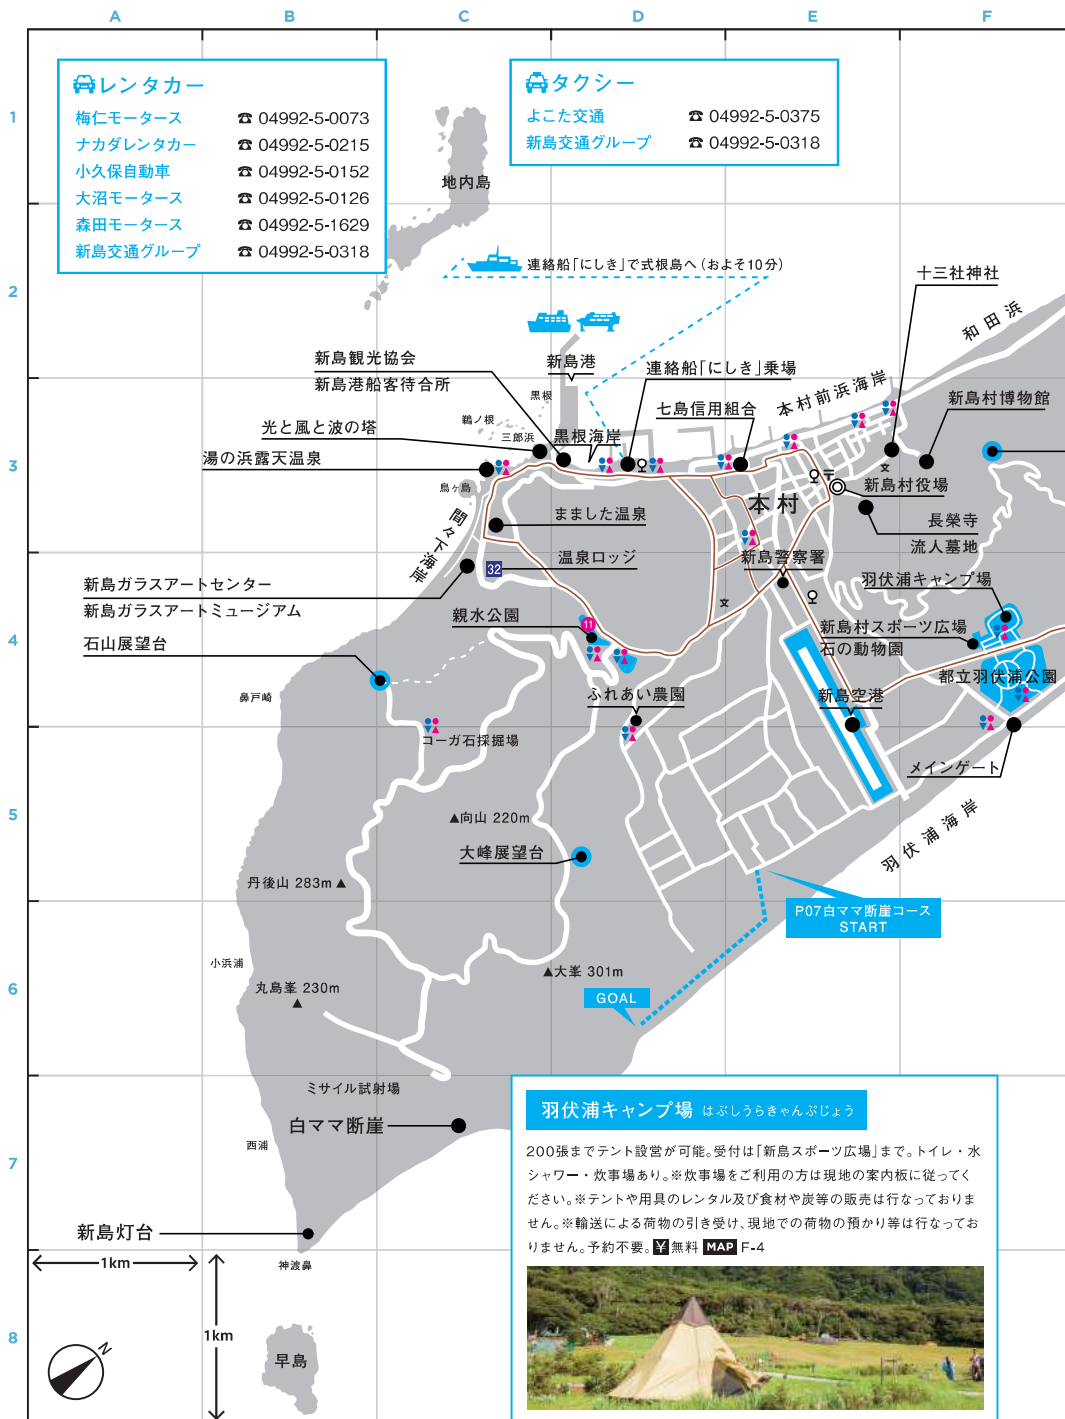 A B C D E F
1
2
3
4
5
6
7
8
レンタカー
梅仁モータース ☎ 04992-5-0073
ナカダレンタカー ☎ 04992-5-0215
小久保自動車 ☎ 04992-5-0152
大沼モータース ☎ 04992-5-0126
森田モータース ☎ 04992-5-1629
新島交通グループ ☎ 04992-5-0318
タクシー
よこた交通 ☎ 04992-5-0375
新島交通グループ ☎ 04992-5-0318
地内島
連絡船「にしき」で式根島へ(およそ10分)
十三社神社
和田浜
新島観光協会
新島港船客待合所
新島港
連絡船「にしき」乗場
本村前浜海岸
黒根
七島信用組合
新島村博物館
鵜ノ根
光と風と波の塔
三郎浜
黒根海岸
湯の浜露天温泉
文
〒
新島村役場
鳥ヶ島
本村
間々下海岸
まました温泉
長榮寺
流人墓地
温泉ロッジ
32
新島警察署
新島ガラスアートセンター
新島ガラスアートミュージアム
羽伏浦キャンプ場
文
親水公園
11
新島村スポーツ広場
石の動物園
石山展望台
都立羽伏浦公園
鼻戸崎
ふれあい農園
新島空港
コーガ石採掘場
メインゲート
▲向山 220m
羽伏浦海岸
大峰展望台
丹後山 283m▲
P07白ママ断崖コース
START
小浜浦
▲大峯 301m
丸島峯 230m
▲
GOAL
ミサイル試射場
白ママ断崖
西浦
新島灯台
神渡鼻
1km
1km
早島
N
羽伏浦キャンプ場 はぶしうらきゃんぷじょう
200張までテント設営が可能。受付は「新島スポーツ広場」まで。トイレ・水
シャワー・炊事場あり。※炊事場をご利用の方は現地の案内板に従ってく
ださい。※テントや用具のレンタル及び食材や炭等の販売は行なっておりま
せん。※輸送による荷物の引き受け、現地での荷物の預かり等は行なってお
りません。予約不要。¥無料 MAP F-4